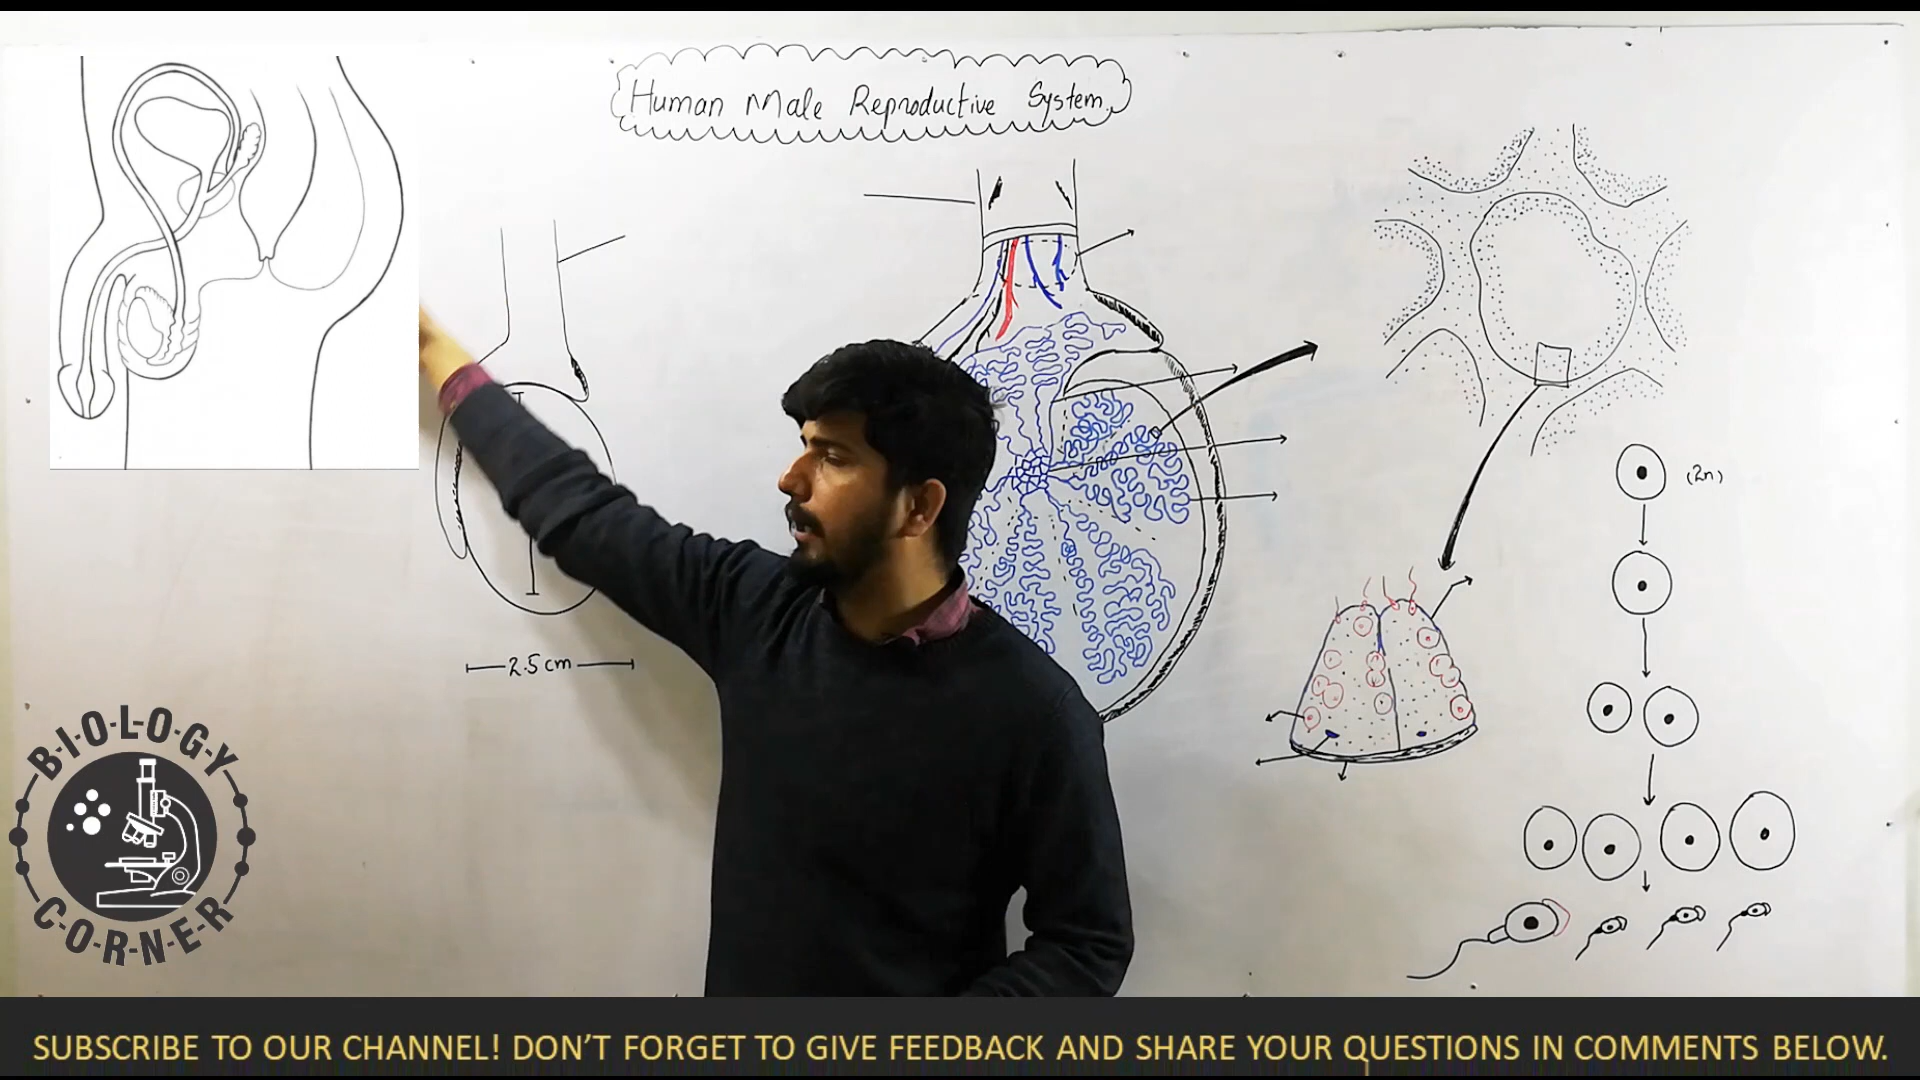 Human Male Reproductive System
(2n)
2.5 cm
B-I-O-L-O-G-Y
C-O-R-N-E-R
SUBSCRIBE TO OUR CHANNEL! DON'T FORGET TO GIVE FEEDBACK AND SHARE YOUR QUESTIONS IN COMMENTS BELOW.